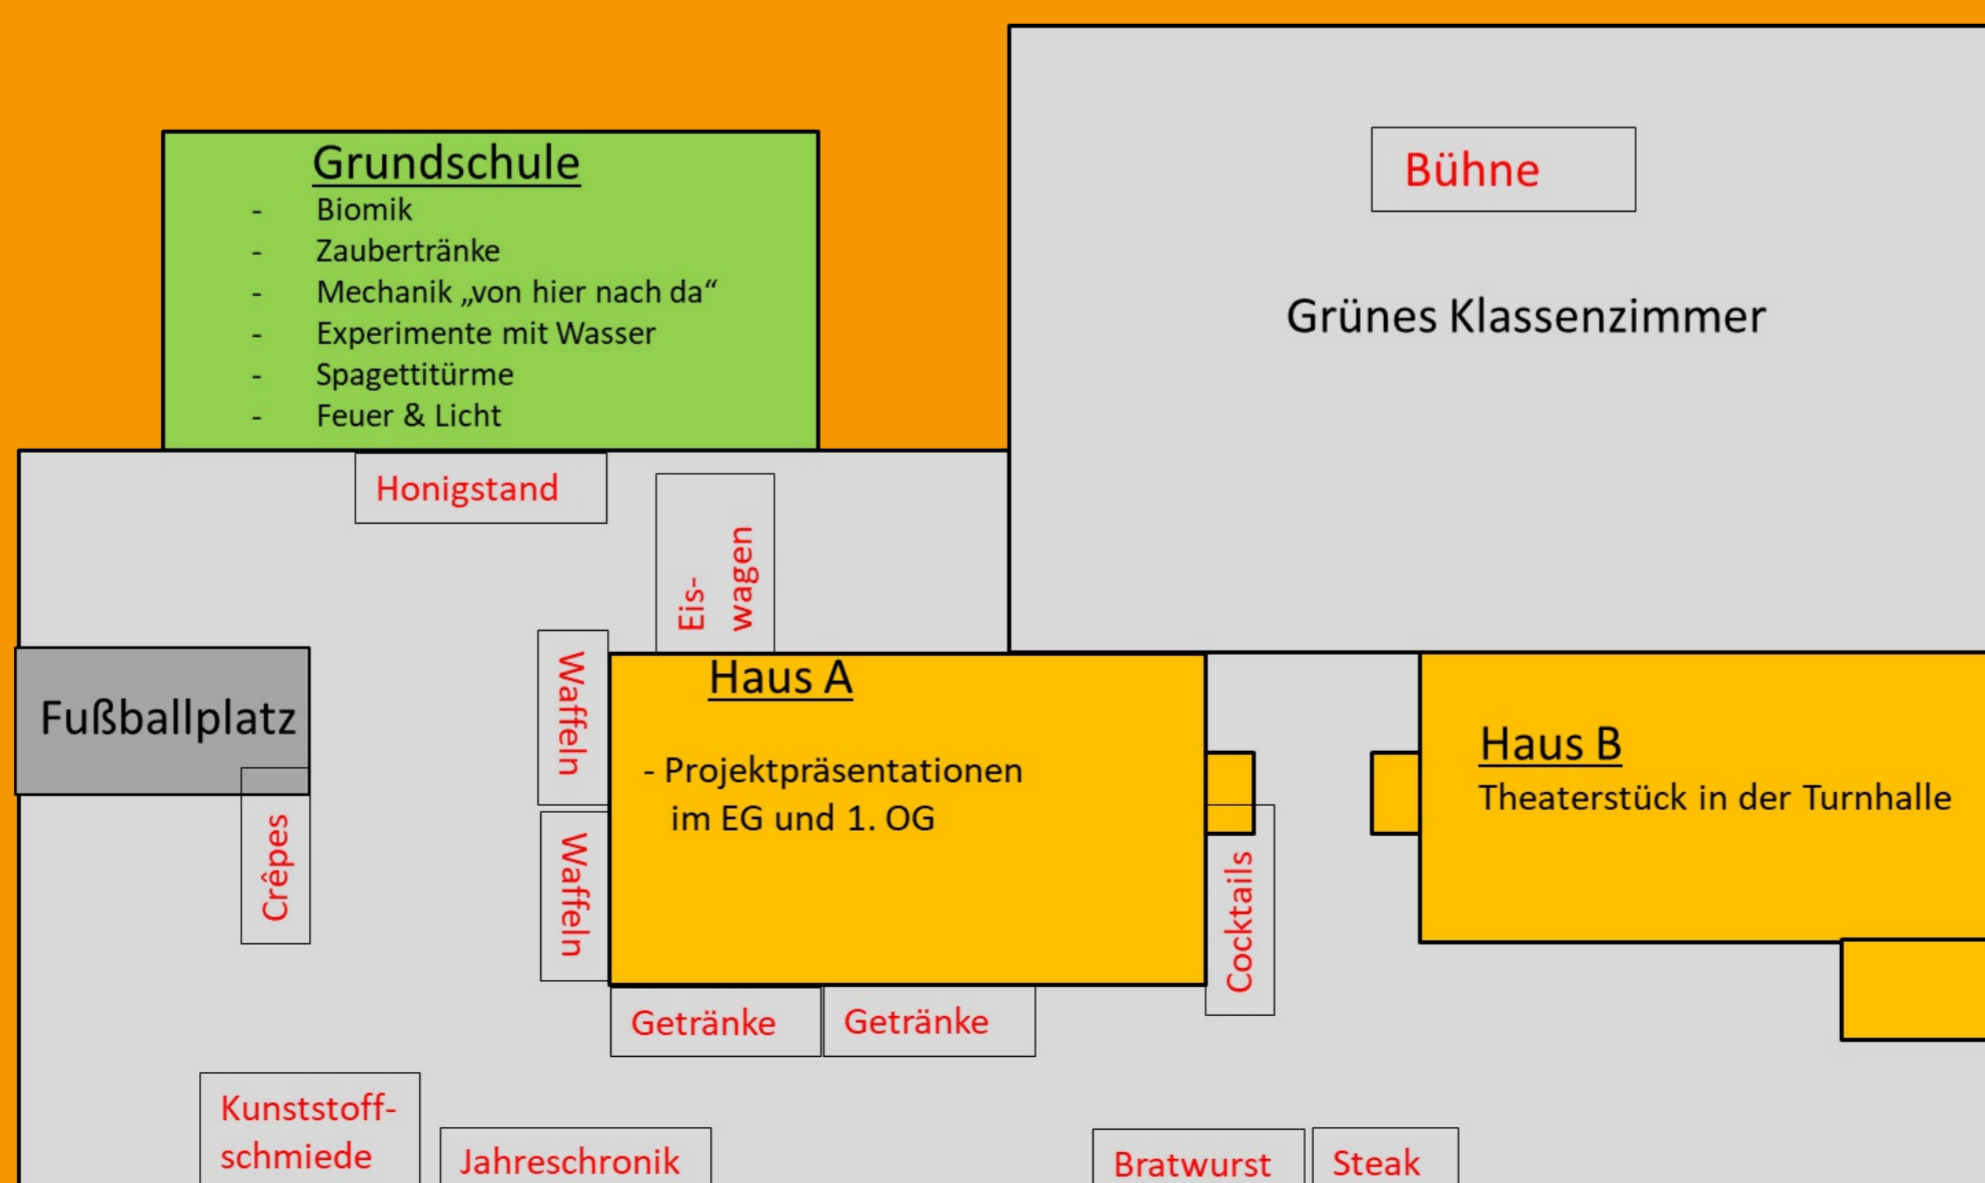 Grundschule
- Biomik
- Zaubertränke
- Mechanik „von hier nach da“
- Experimente mit Wasser
- Spagettitürme
- Feuer & Licht
Bühne
Grünes Klassenzimmer
Honigstand
Eis-
wagen
Fußballplatz
Crêpes
Waffeln
Waffeln
Haus A
- Projektpräsentationen
im EG und 1. OG
Cocktails
Haus B
Theaterstück in der Turnhalle
Getränke
Getränke
Kunststoff-
schmiede
Jahreschronik
Bratwurst
Steak